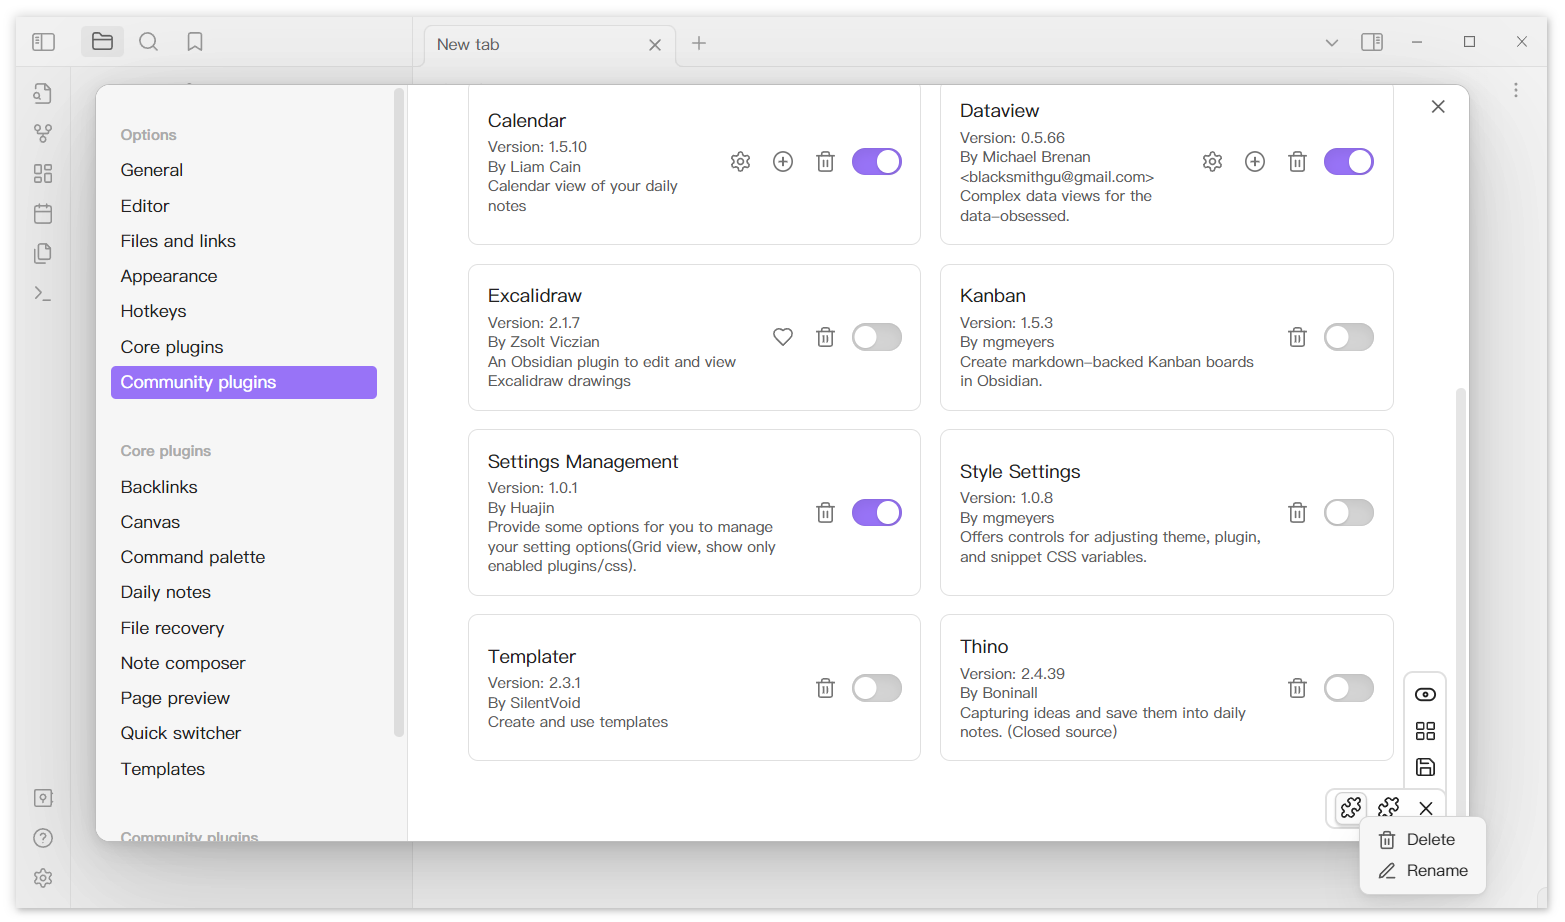 New tab
Options
General
Editor
Files and links
Appearance
Hotkeys
Core plugins
Community plugins
Core plugins
Backlinks
Canvas
Command palette
Daily notes
File recovery
Note composer
Page preview
Quick switcher
Templates
Community plugins
Calendar
Version: 1.5.10
By Liam Cain
Calendar view of your daily
notes
Dataview
Version: 0.5.66
By Michael Brenan
<blacksmithgu@gmail.com>
Complex data views for the
data-obsessed.
Excalidraw
Version: 2.1.7
By Zsolt Viczian
An Obsidian plugin to edit and view
Excalidraw drawings
Kanban
Version: 1.5.3
By mgmeyers
Create markdown-backed Kanban boards
in Obsidian.
Settings Management
Version: 1.0.1
By Huajin
Provide some options for you to manage
your setting options(Grid view, show only
enabled plugins/css).
Style Settings
Version: 1.0.8
By mgmeyers
Offers controls for adjusting theme, plugin,
and snippet CSS variables.
Templater
Version: 2.3.1
By SilentVoid
Create and use templates
Thino
Version: 2.4.39
By Boninall
Capturing ideas and save them into daily
notes. (Closed source)
Delete
Rename